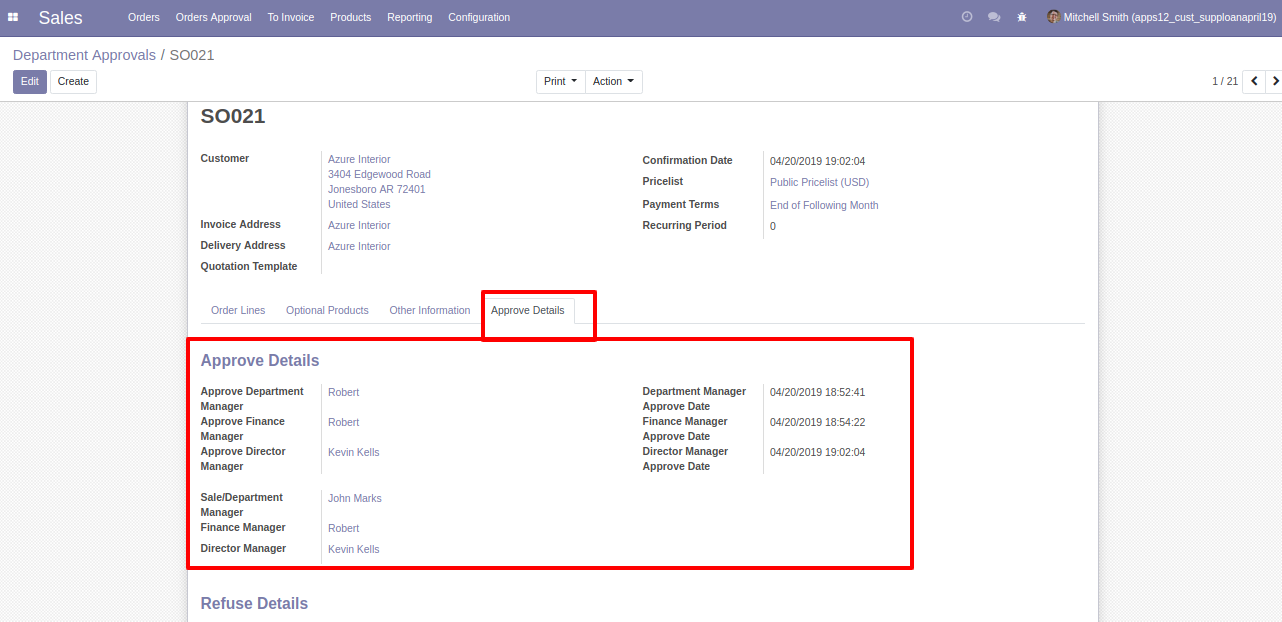 Sales Orders Orders Approval To Invoice Products Reporting Configuration Mitchell Smith (apps12_cust_supploanapril19)
Department Approvals / SO021
Edit Create Print Action 1 / 21
SO021
Customer Azure Interior
3404 Edgewood Road
Jonesboro AR 72401
United States
Invoice Address Azure Interior
Delivery Address Azure Interior
Quotation Template
Confirmation Date 04/20/2019 19:02:04
Pricelist Public Pricelist (USD)
Payment Terms End of Following Month
Recurring Period 0
Order Lines Optional Products Other Information Approve Details
Approve Details
Approve Department Robert
Manager
Approve Finance Robert
Manager
Approve Director Kevin Kells
Manager
Department Manager 04/20/2019 18:52:41
Approve Date
Finance Manager 04/20/2019 18:54:22
Approve Date
Director Manager 04/20/2019 19:02:04
Approve Date
Sale/Department John Marks
Manager
Finance Manager Robert
Director Manager Kevin Kells
Refuse Details